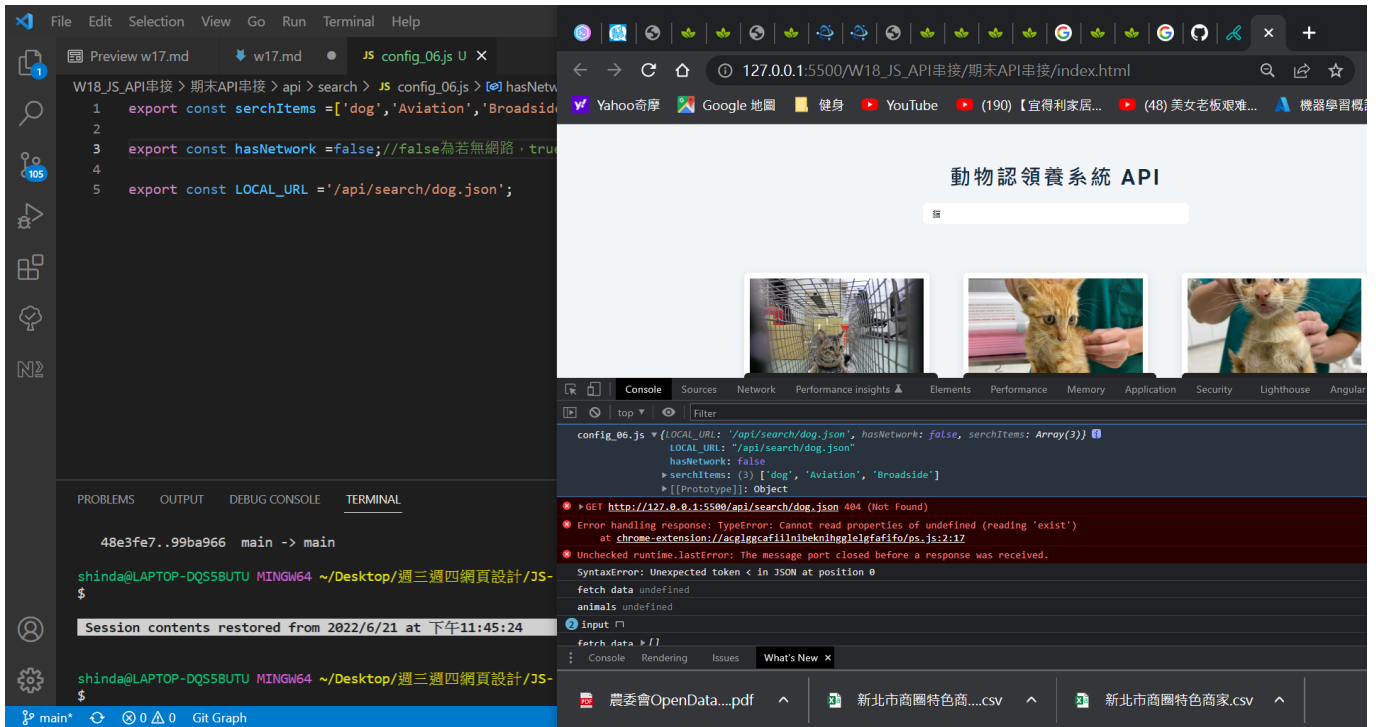 File Edit Selection View Go Run Terminal Help
Preview w17.md
w17.md
JS config_06.js U
W18_JS_API串接 > 期末API串接 > api > search > JS config_06.js > hasNetw
1 export const serchItems =['dog','Aviation','Broadside
2
3 export const hasNetwork =false;//false為若無網路，true
4
5 export const LOCAL_URL ='/api/search/dog.json';
1
105
PROBLEMS OUTPUT DEBUG CONSOLE TERMINAL
48e3fe7..99ba966 main -> main
shinda@LAPTOP-DQS5BUTU MINGW64 ~/Desktop/週三週四網頁設計/JS-
$
Session contents restored from 2022/6/21 at 下午11:45:24
shinda@LAPTOP-DQS5BUTU MINGW64 ~/Desktop/週三週四網頁設計/JS-
$
main* 0 0 Git Graph
127.0.0.1:5500/W18_JS_API串接/期末API串接/index.html
Yahoo奇摩 Google 地圖 健身 YouTube (190)【宜得利家居... (48) 美女老板艰难... 機器學習概
動物認領養系統 API
Console Sources Network Performance insights Elements Performance Memory Application Security Lighthouse Angular
top Filter
config_06.js {LOCAL_URL: '/api/search/dog.json', hasNetwork: false, serchItems: Array(3)}
LOCAL_URL: "/api/search/dog.json"
hasNetwork: false
serchItems: (3) ['dog', 'Aviation', 'Broadside']
[[Prototype]]: Object
GET http://127.0.0.1:5500/api/search/dog.json 404 (Not Found)
Error handling response: TypeError: Cannot read properties of undefined (reading 'exist')
at chrome-extension://acglggcafiilnibeknihgglelgfafifo/ps.js:2:17
Unchecked runtime.lastError: The message port closed before a response was received.
SyntaxError: Unexpected token < in JSON at position 0
fetch data undefined
animals undefined
2 input
fetch data []
Console Rendering Issues What's New
農委會OpenData....pdf 新北市商圈特色商....csv 新北市商圈特色商家.csv